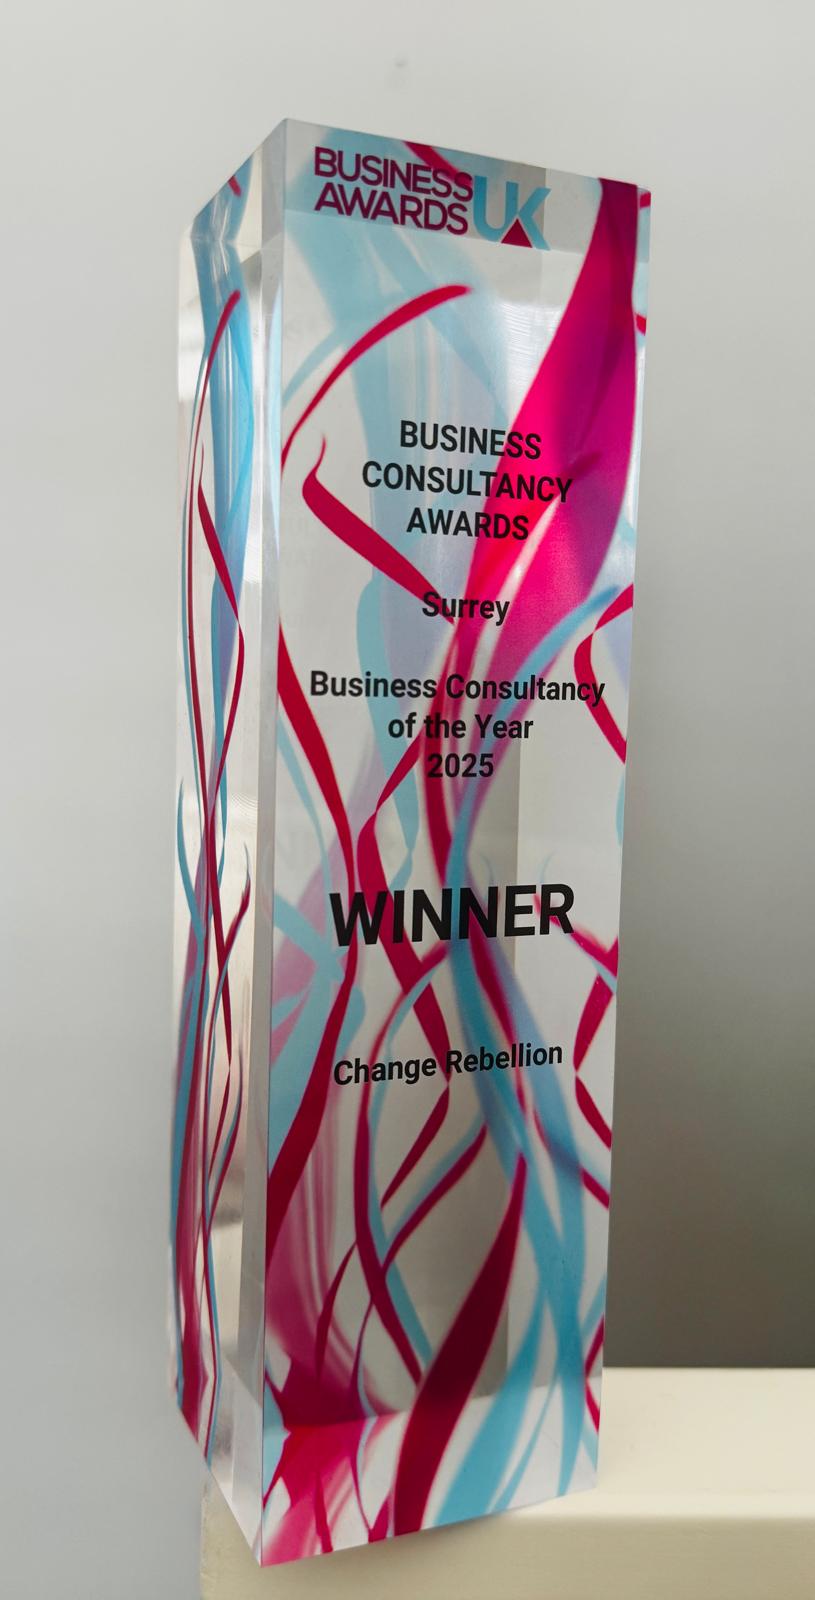 BUSINESS
AWARDS UK
BUSINESS
CONSULTANCY
AWARDS
Surrey
Business Consultancy
of the Year
2025
WINNER
Change Rebellion